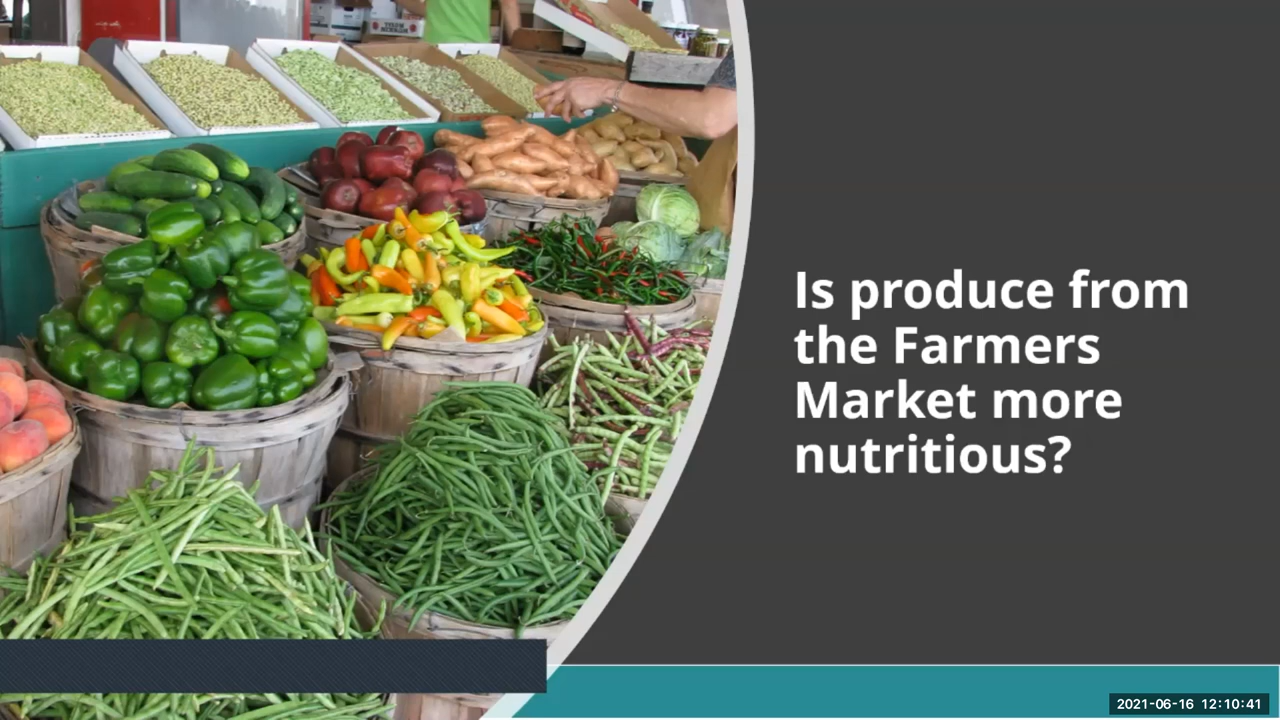 Is produce from
the Farmers
Market more
nutritious?
2021-06-16 12:10:41